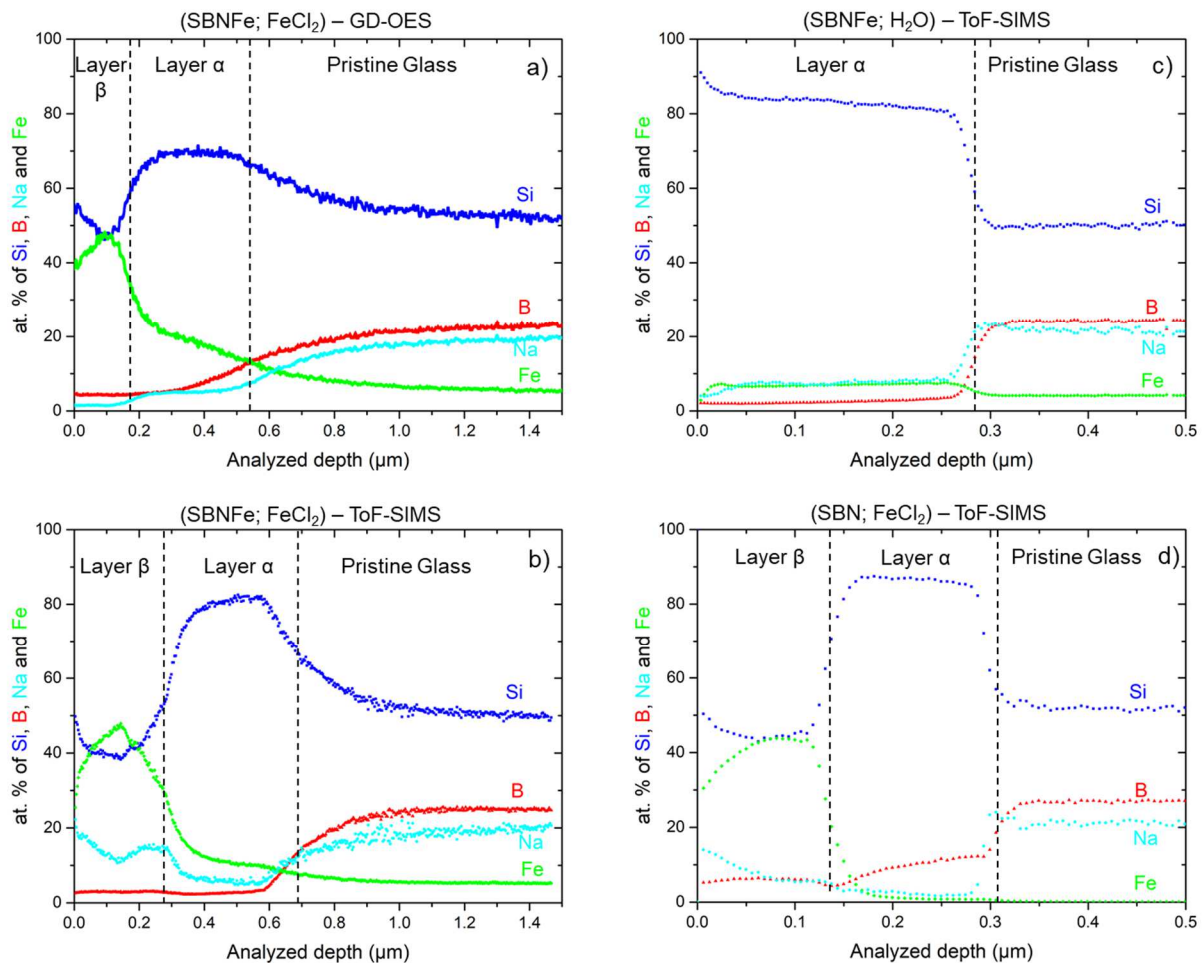 (SBNFe; FeCl₂) – GD-OES
100
80
60
40
20
0
at. % of Si, B, Na and Fe
Layer β
Layer α
Pristine Glass
a)
Si
B
Na
Fe
0.0 0.2 0.4 0.6 0.8 1.0 1.2 1.4
Analyzed depth (µm)
(SBNFe; H₂O) – ToF-SIMS
100
80
60
40
20
0
at. % of Si, B, Na and Fe
Layer α
Pristine Glass
c)
Si
B
Na
Fe
0.0 0.1 0.2 0.3 0.4 0.5
Analyzed depth (µm)
(SBNFe; FeCl₂) – ToF-SIMS
100
80
60
40
20
0
at. % of Si, B, Na and Fe
Layer β
Layer α
Pristine Glass
b)
Si
B
Na
Fe
0.0 0.2 0.4 0.6 0.8 1.0 1.2 1.4
Analyzed depth (µm)
(SBN; FeCl₂) – ToF-SIMS
100
80
60
40
20
0
at. % of Si, B, Na and Fe
Layer β
Layer α
Pristine Glass
d)
Si
B
Na
Fe
0.0 0.1 0.2 0.3 0.4 0.5
Analyzed depth (µm)